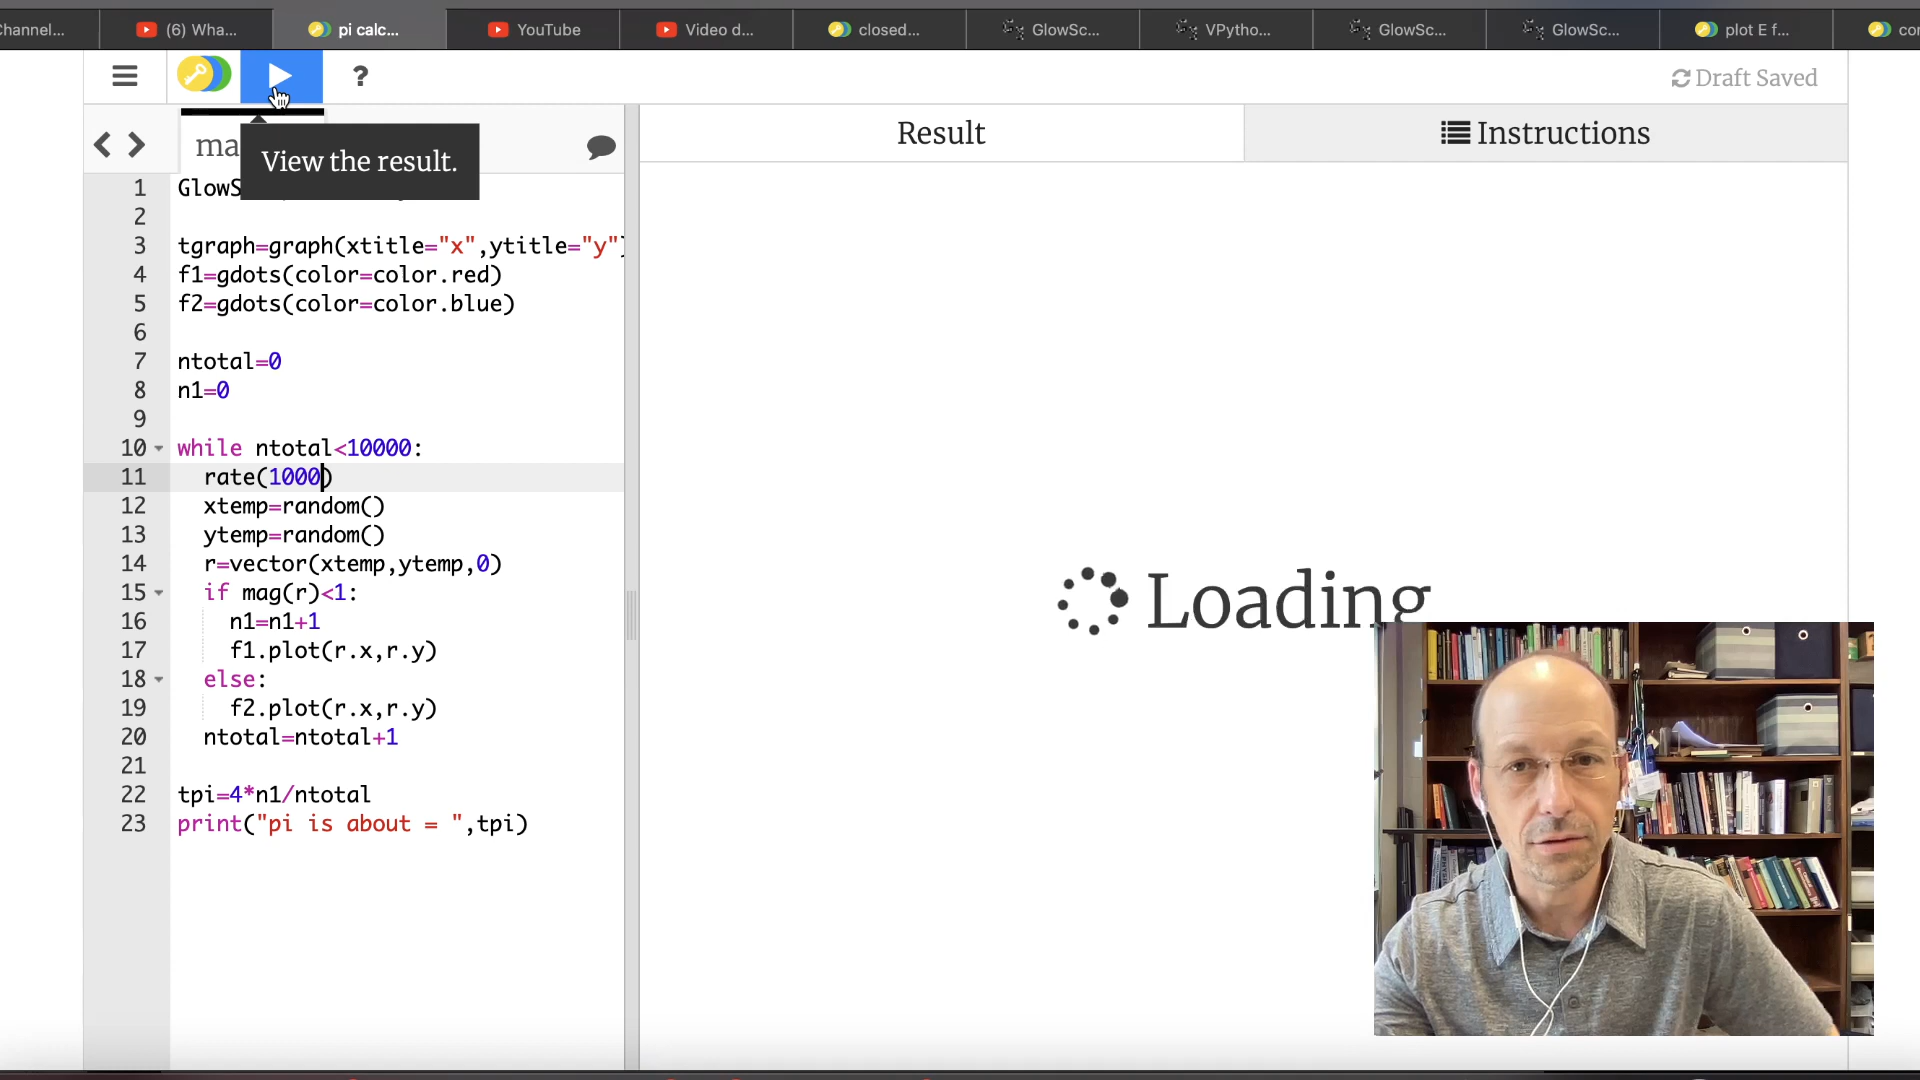 hannel...
(6) Wha...
pi calc...
YouTube
Video d...
closed...
GlowSc...
VPytho...
GlowSc...
GlowSc...
plot E f...
?
Draft Saved
ma
View the result.
Result
Instructions
1 GlowS
2
3 tgraph=graph(xtitle="x",ytitle="y"
4 f1=gdots(color=color.red)
5 f2=gdots(color=color.blue)
6
7 ntotal=0
8 n1=0
9
10 while ntotal<10000:
11 rate(1000)
12 xtemp=random()
13 ytemp=random()
14 r=vector(xtemp,ytemp,0)
15 if mag(r)<1:
16 n1=n1+1
17 f1.plot(r.x,r.y)
18 else:
19 f2.plot(r.x,r.y)
20 ntotal=ntotal+1
21
22 tpi=4*n1/ntotal
23 print("pi is about = ",tpi)
Loading